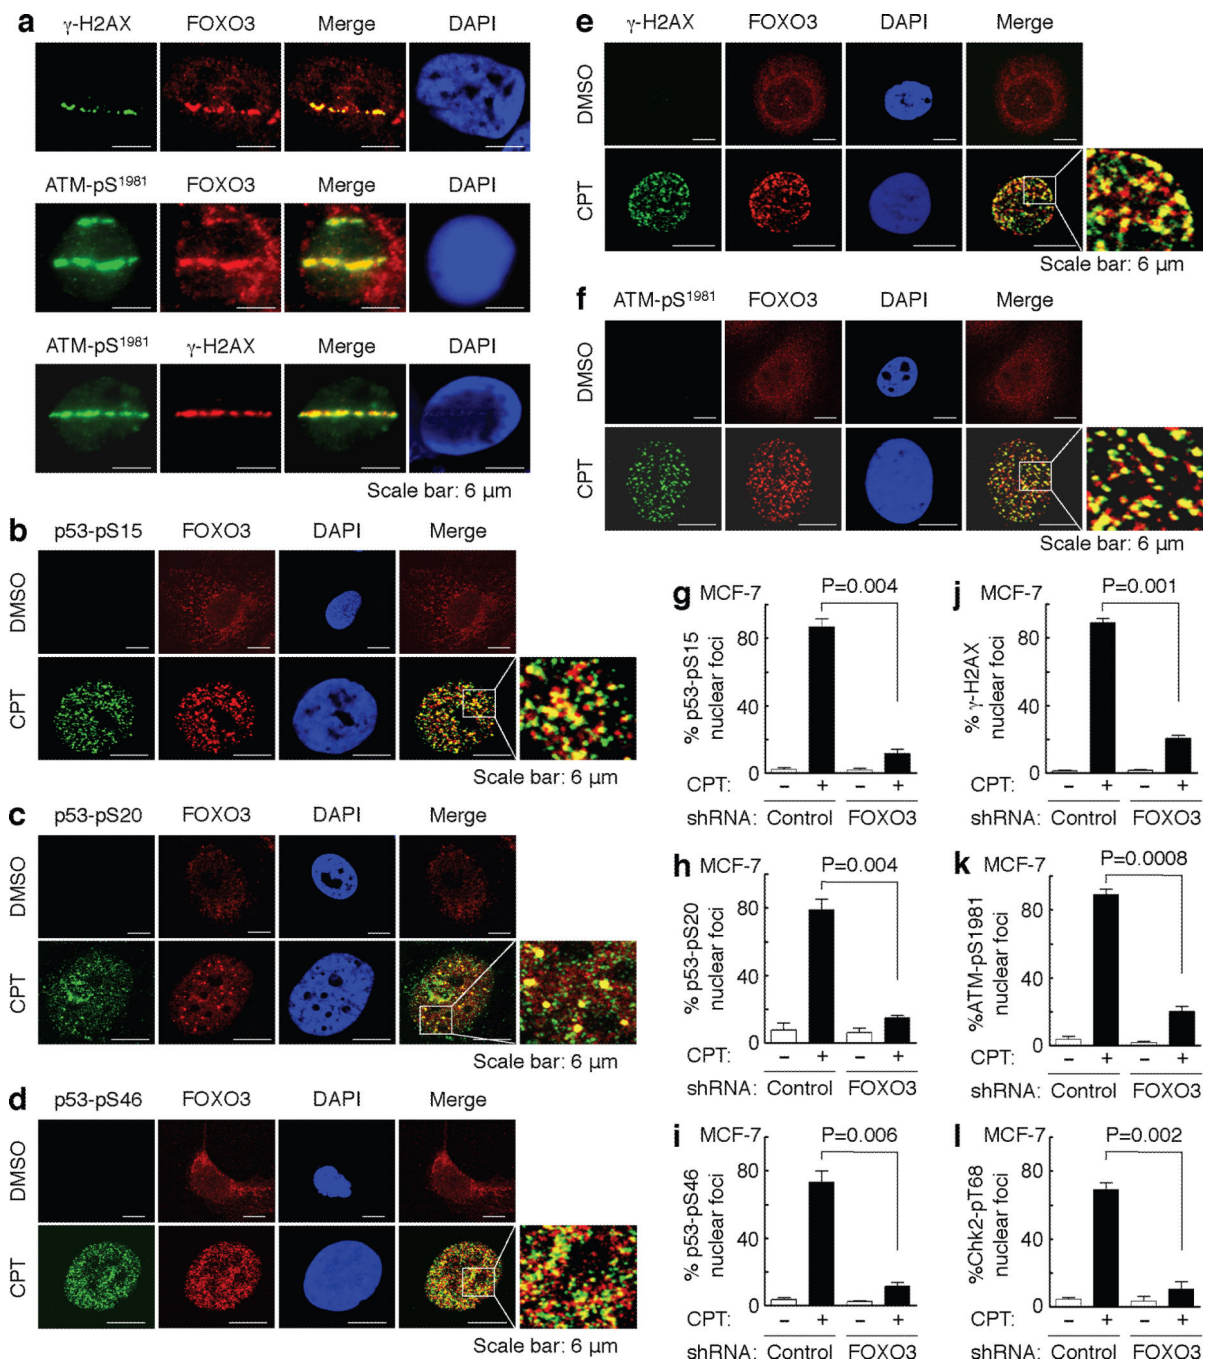 a
γ-H2AX FOXO3 Merge DAPI
ATM-pS1981 FOXO3 Merge DAPI
ATM-pS1981 γ-H2AX Merge DAPI
Scale bar: 6 μm
b
p53-pS15 FOXO3 DAPI Merge
DMSO
CPT
Scale bar: 6 μm
c
p53-pS20 FOXO3 DAPI Merge
DMSO
CPT
Scale bar: 6 μm
d
p53-pS46 FOXO3 DAPI Merge
DMSO
CPT
Scale bar: 6 μm
e
γ-H2AX FOXO3 DAPI Merge
DMSO
CPT
Scale bar: 6 μm
f
ATM-pS1981 FOXO3 DAPI Merge
DMSO
CPT
Scale bar: 6 μm
g MCF-7
P=0.004
% p53-pS15
nuclear foci
80
40
0
CPT: − + − +
shRNA: Control FOXO3
h MCF-7
P=0.004
% p53-pS20
nuclear foci
80
40
0
CPT: − + − +
shRNA: Control FOXO3
i MCF-7
P=0.006
% p53-pS46
nuclear foci
80
40
0
CPT: − + − +
shRNA: Control FOXO3
j MCF-7
P=0.001
% γ-H2AX
nuclear foci
80
40
0
CPT: − + − +
shRNA: Control FOXO3
k MCF-7
P=0.0008
%ATM-pS1981
nuclear foci
80
40
0
CPT: − + − +
shRNA: Control FOXO3
l MCF-7
P=0.002
%Chk2-pT68
nuclear foci
80
40
0
CPT: − + − +
shRNA: Control FOXO3